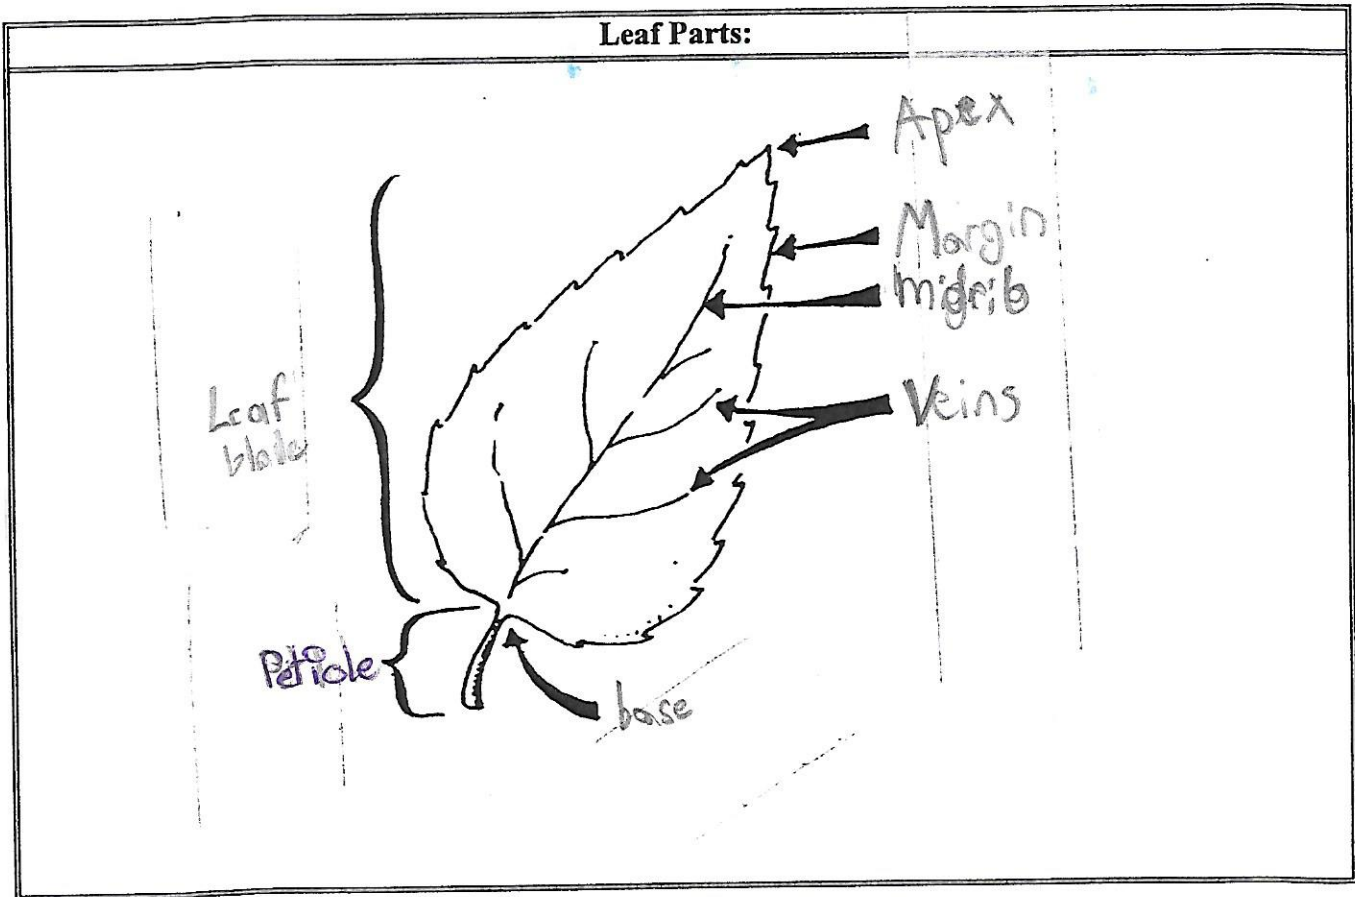 Leaf Parts:
Apex
Margin
midrib
Leaf
blade
Veins
Petiole
base